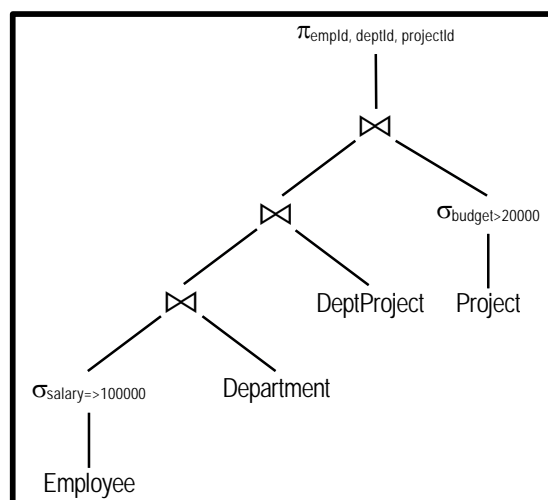 πempId, deptId, projectId
⋈
⋈
σbudget>20000
⋈
DeptProject Project
σsalary=>100000
Department
Employee